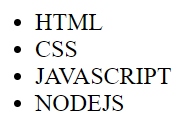 • HTML
• CSS
• JAVASCRIPT
• NODEJS